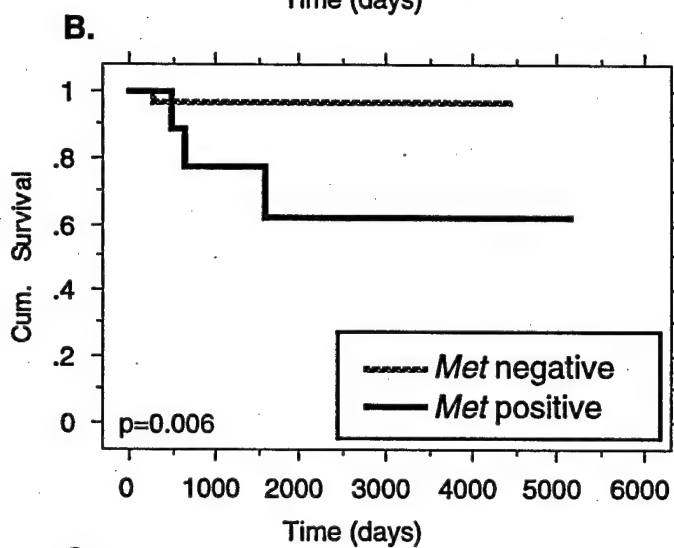 Time (days)
B.
1
.8
.6
.4
.2
0
Cum. Survival
Met negative
Met positive
p=0.006
0 1000 2000 3000 4000 5000 6000
Time (days)